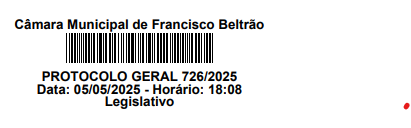 Câmara Municipal de Francisco Beltrão
PROTOCOLO GERAL 726/2025
Data: 05/05/2025 - Horário: 18:08
Legislativo